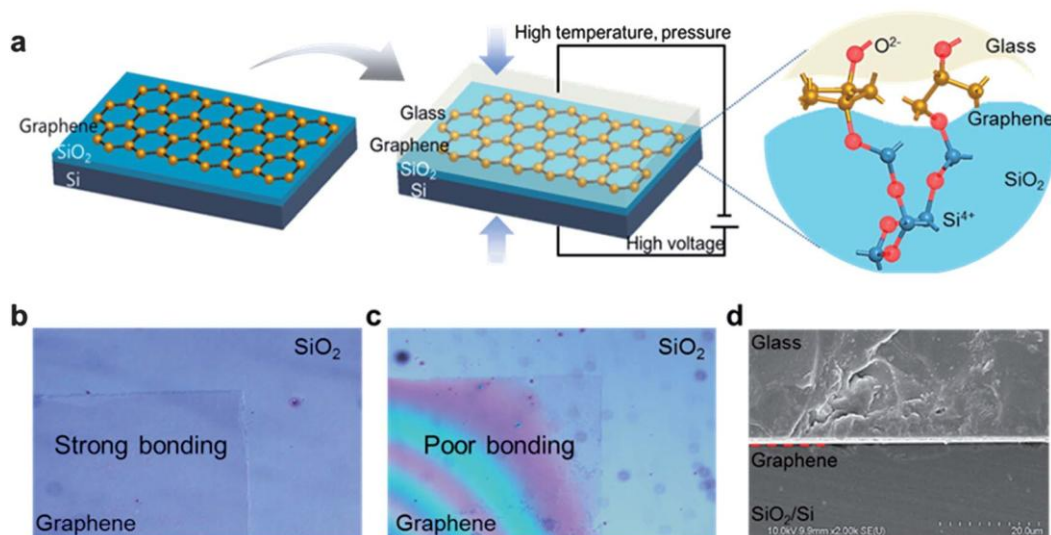 a
High temperature, pressure
O2-
Glass
Graphene
SiO2
Si
Glass
Graphene
SiO2
Si
High voltage
Graphene
SiO2
Si4+
b
SiO2
Strong bonding
Graphene
c
SiO2
Poor bonding
Graphene
d
Glass
Graphene
SiO2/Si
10.0kV 9.9mm x2.00k SE(U)
20.0um